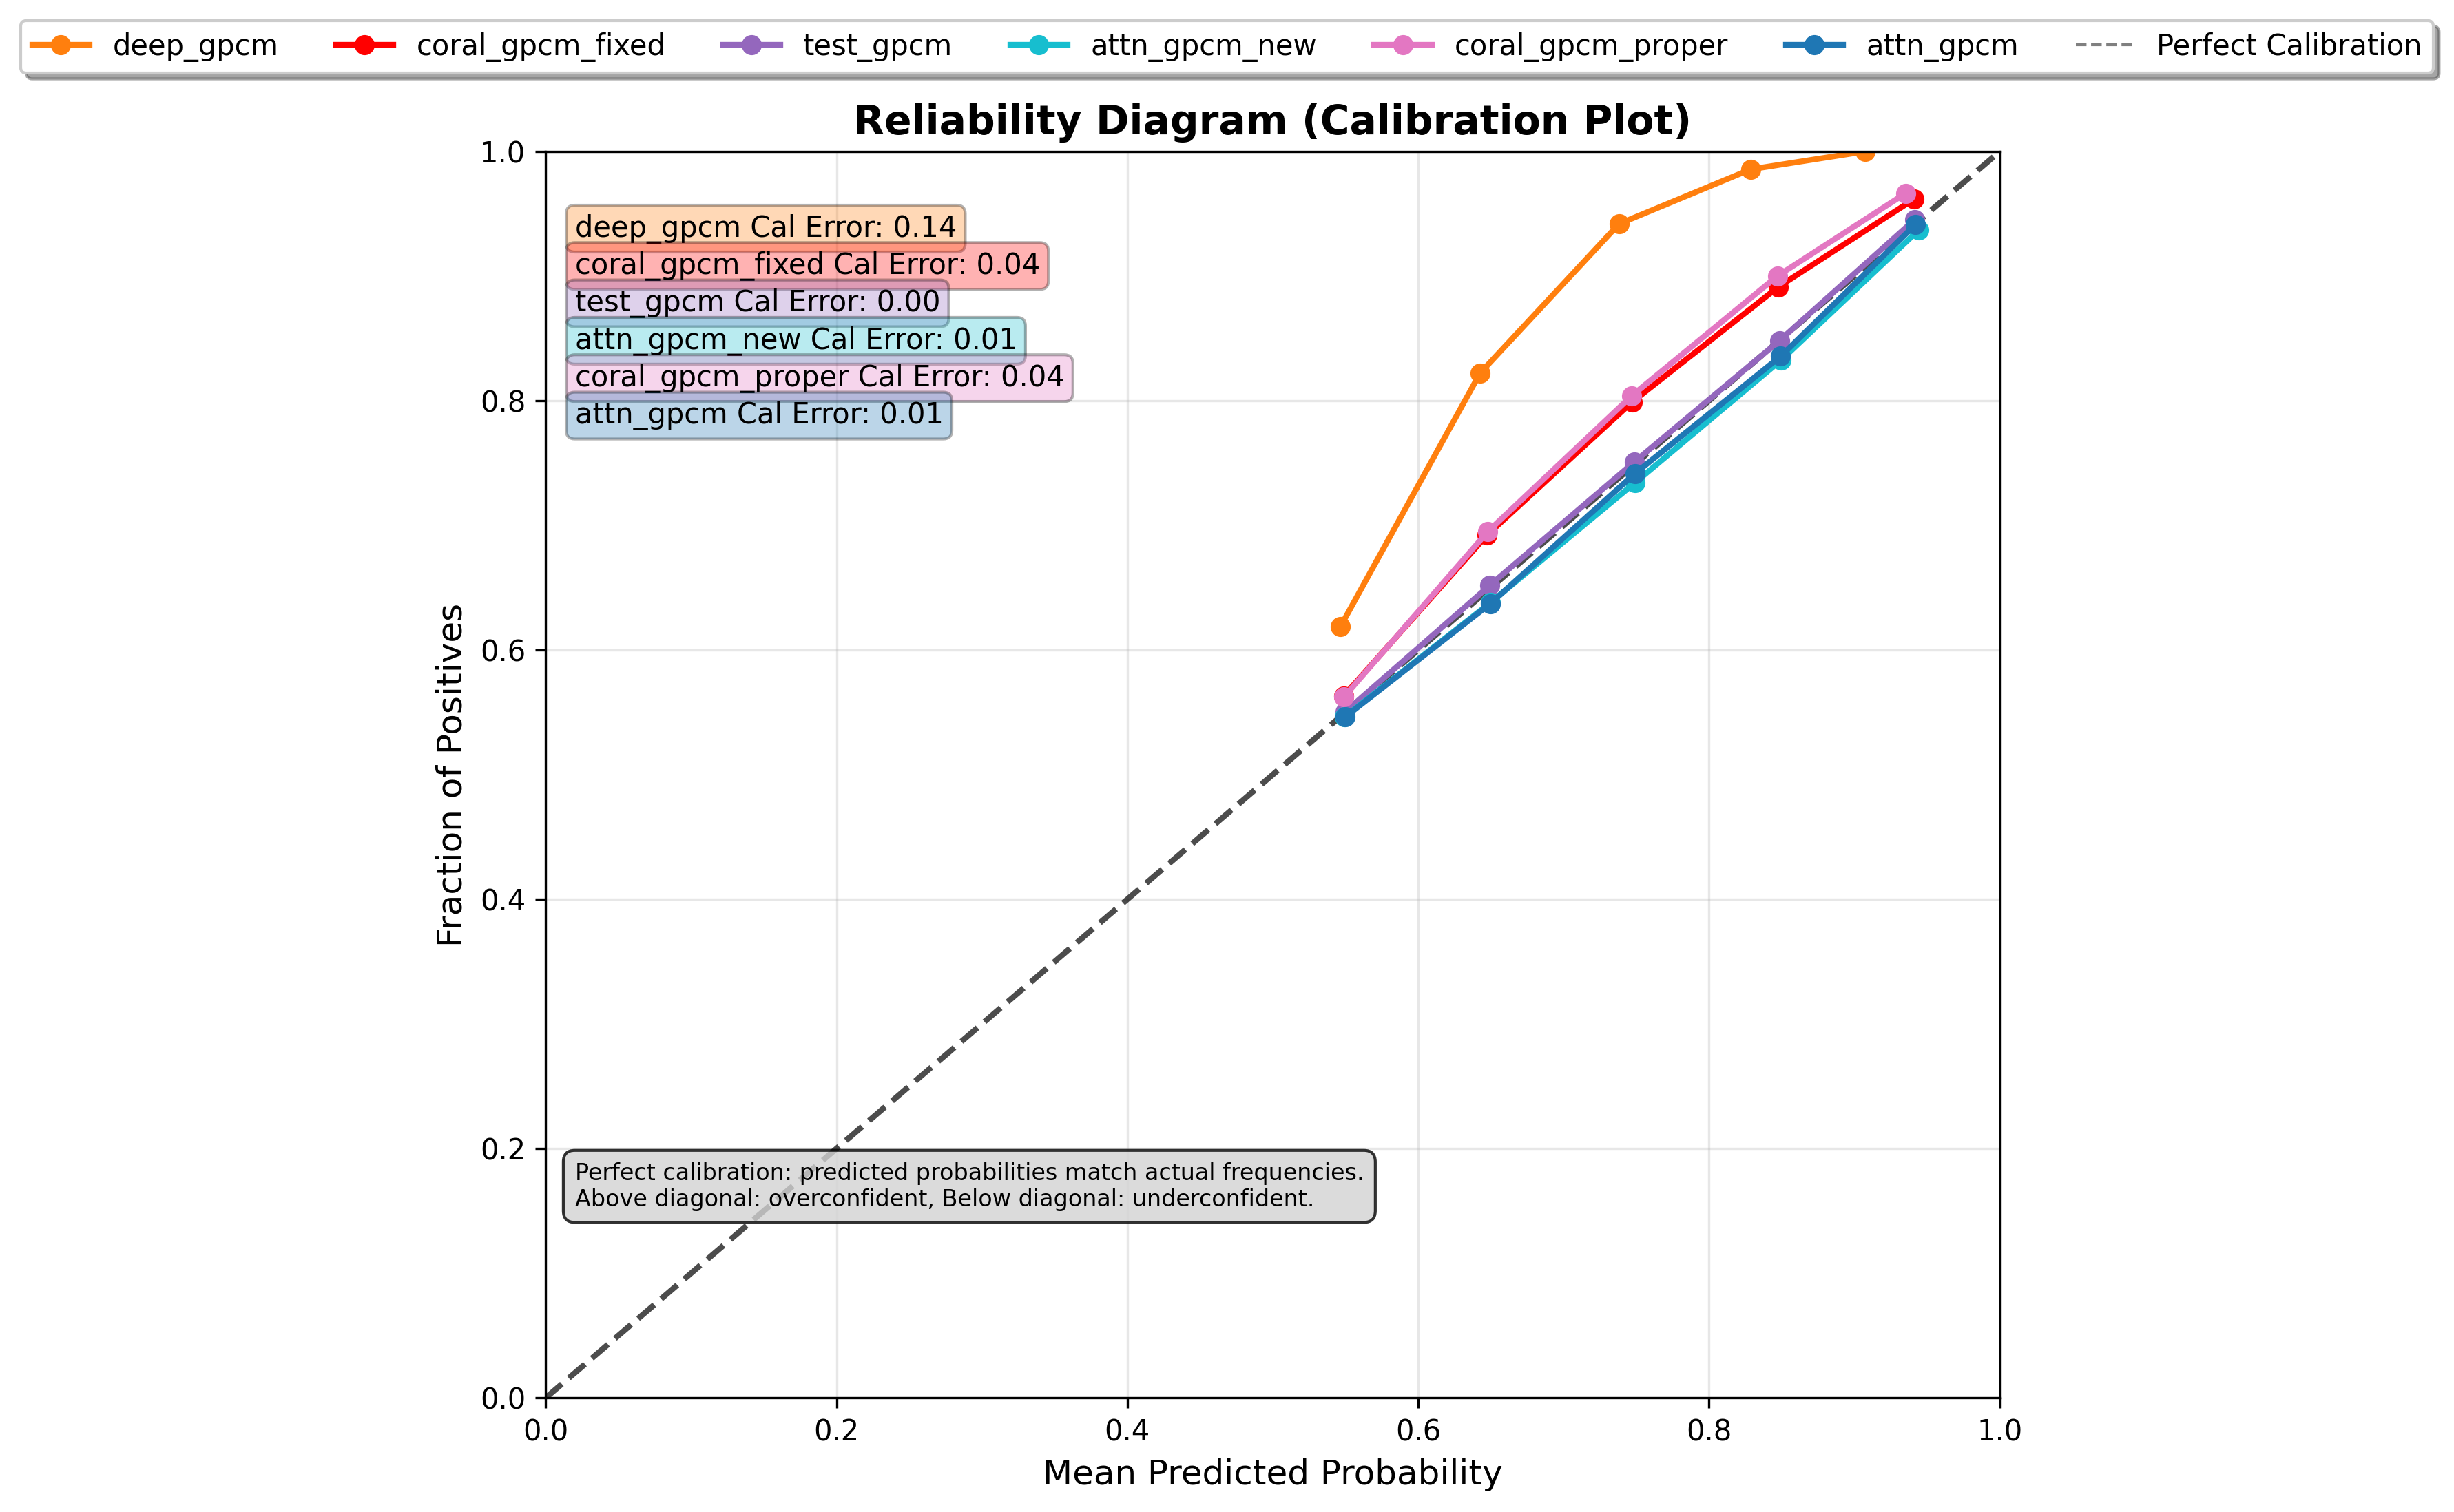 deep_gpcm coral_gpcm_fixed test_gpcm attn_gpcm_new coral_gpcm_proper attn_gpcm Perfect Calibration
Reliability Diagram (Calibration Plot)
1.0
deep_gpcm Cal Error: 0.14
coral_gpcm_fixed Cal Error: 0.04
test_gpcm Cal Error: 0.00
attn_gpcm_new Cal Error: 0.01
coral_gpcm_proper Cal Error: 0.04
attn_gpcm Cal Error: 0.01
0.8
0.6
0.4
0.2
0.0
Fraction of Positives
Perfect calibration: predicted probabilities match actual frequencies.
Above diagonal: overconfident, Below diagonal: underconfident.
0.0 0.2 0.4 0.6 0.8 1.0
Mean Predicted Probability